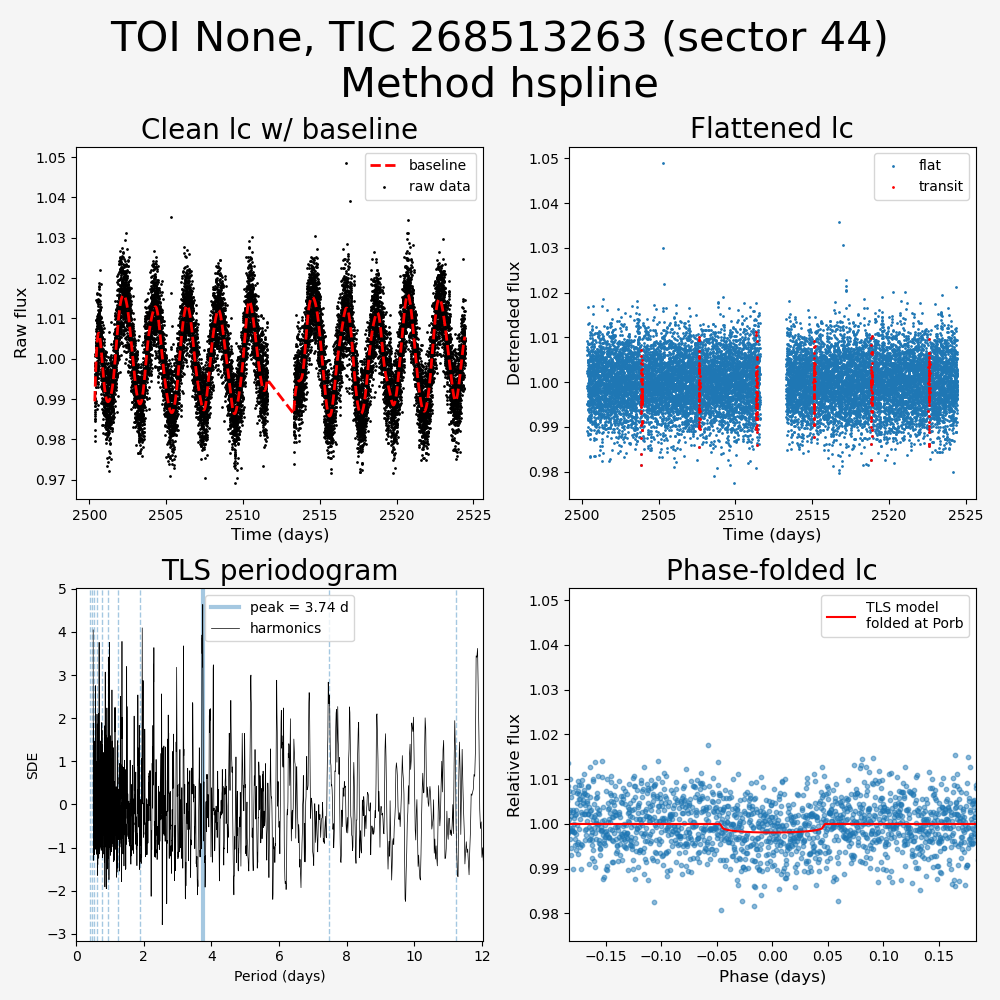 TOI None, TIC 268513263 (sector 44)
Method hspline
Clean lc w/ baseline
baseline
raw data
1.05
1.04
1.03
1.02
1.01
1.00
0.99
0.98
0.97
Raw flux
2500
2505
2510
2515
2520
2525
Time (days)
Flattened lc
flat
transit
1.05
1.04
1.03
1.02
1.01
1.00
0.99
0.98
Detrended flux
2500
2505
2510
2515
2520
2525
Time (days)
TLS periodogram
peak = 3.74 d
harmonics
5
4
3
2
1
0
−1
−2
−3
SDE
0
2
4
6
8
10
12
Period (days)
Phase-folded lc
TLS model
folded at Porb
1.05
1.04
1.03
1.02
1.01
1.00
0.99
0.98
Relative flux
−0.15
−0.10
−0.05
0.00
0.05
0.10
0.15
Phase (days)